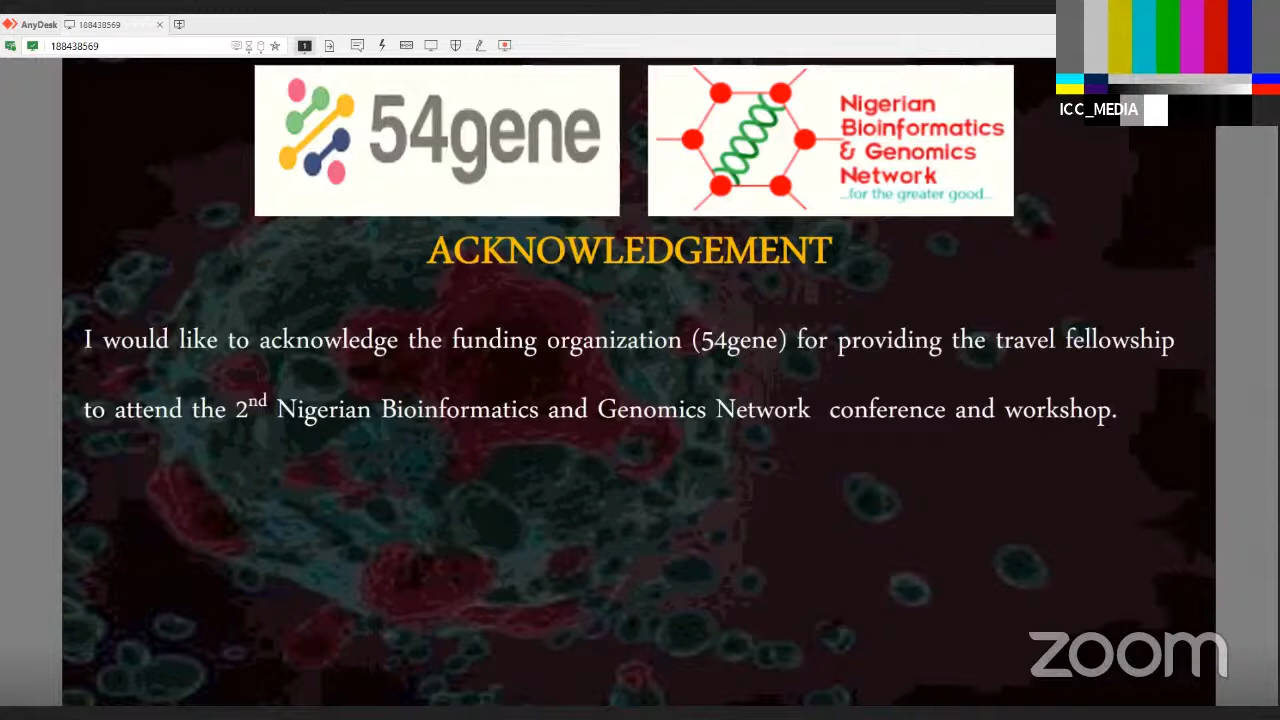 AnyDesk
188438569
188438569
1
ICC_MEDIA
54gene
Nigerian
Bioinformatics
& Genomics
Network
...for the greater good...
ACKNOWLEDGEMENT
I would like to acknowledge the funding organization (54gene) for providing the travel fellowship
to attend the 2nd Nigerian Bioinformatics and Genomics Network conference and workshop.
zoom